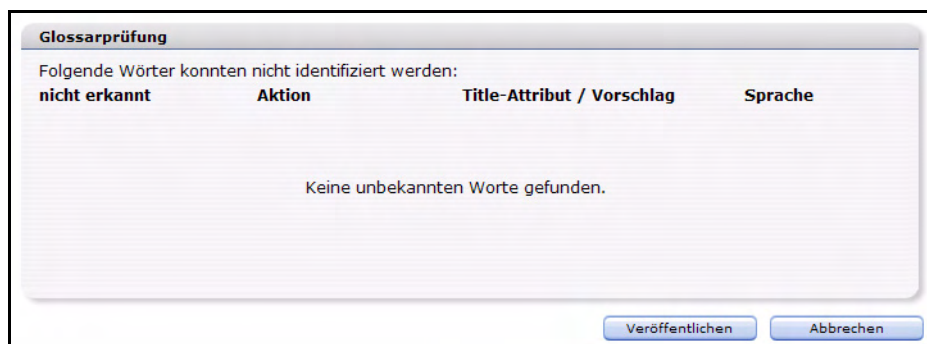 Glossarprüfung
Folgende Wörter konnten nicht identifiziert werden:
nicht erkannt Aktion Title-Attribut / Vorschlag Sprache
Keine unbekannten Worte gefunden.
Veröffentlichen Abbrechen